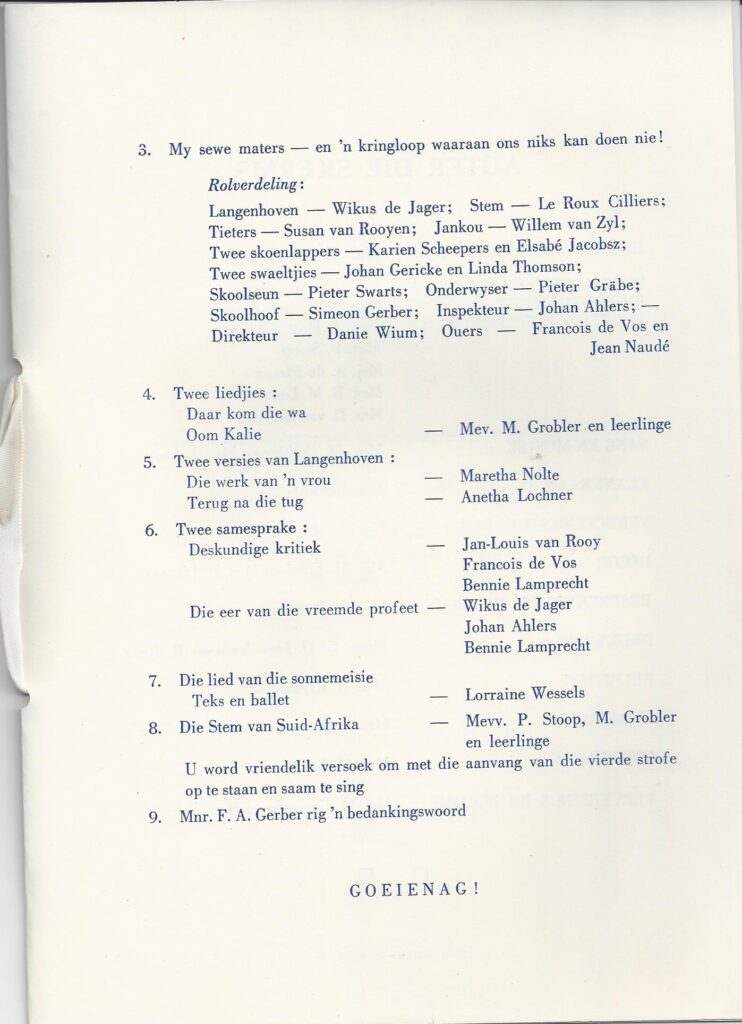 3. My sewe maters — en 'n kringloop waaraan ons niks kan doen nie!
Rolverdeling:
Langenhoven — Wikus de Jager; Stem — Le Roux Cilliers;
Tieters — Susan van Rooyen; Jankou — Willem van Zyl;
Twee skoenlappers — Karien Scheepers en Elsabé Jacobsz;
Twee swaeltjies — Johan Gericke en Linda Thomson;
Skoolseun — Pieter Swarts; Onderwyser — Pieter Gräbe;
Skoolhoof — Simeon Gerber; Inspekteur — Johan Ahlers; —
Direkteur — Danie Wium; Ouers — Francois de Vos en
Jean Naudé
4. Twee liedjies :
Daar kom die wa
Oom Kalie — Mev. M. Grobler en leerlinge
5. Twee versies van Langenhoven :
Die werk van 'n vrou — Maretha Nolte
Terug na die tug — Anetha Lochner
6. Twee samesprake :
Deskundige kritiek — Jan-Louis van Rooy
Francois de Vos
Bennie Lamprecht
Die eer van die vreemde profeet — Wikus de Jager
Johan Ahlers
Bennie Lamprecht
7. Die lied van die sonnemeisie
Teks en ballet — Lorraine Wessels
8. Die Stem van Suid-Afrika — Mevv. P. Stoop, M. Grobler
en leerlinge
U word vriendelik versoek om met die aanvang van die vierde strofe
op te staan en saam te sing
9. Mnr. F. A. Gerber rig 'n bedankingswoord
GOEIENAG!